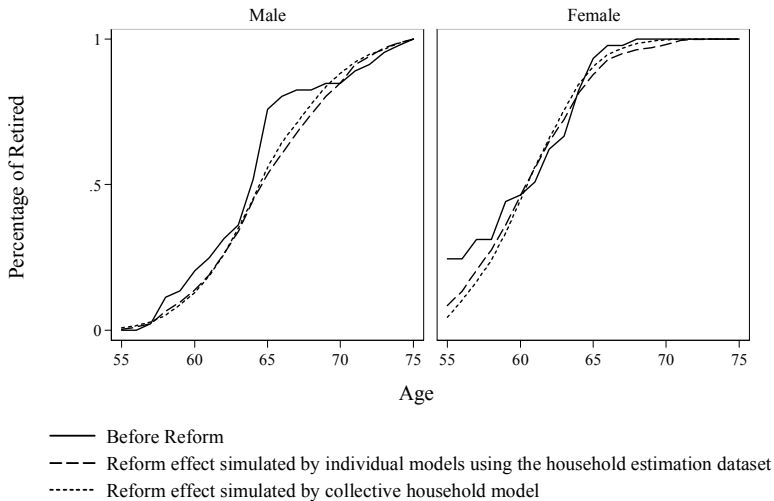 Male Female
Percentage of Retired
1
.5
0
55 60 65 70 75 55 60 65 70 75
Age
Before Reform
Reform effect simulated by individual models using the household estimation dataset
Reform effect simulated by collective household model